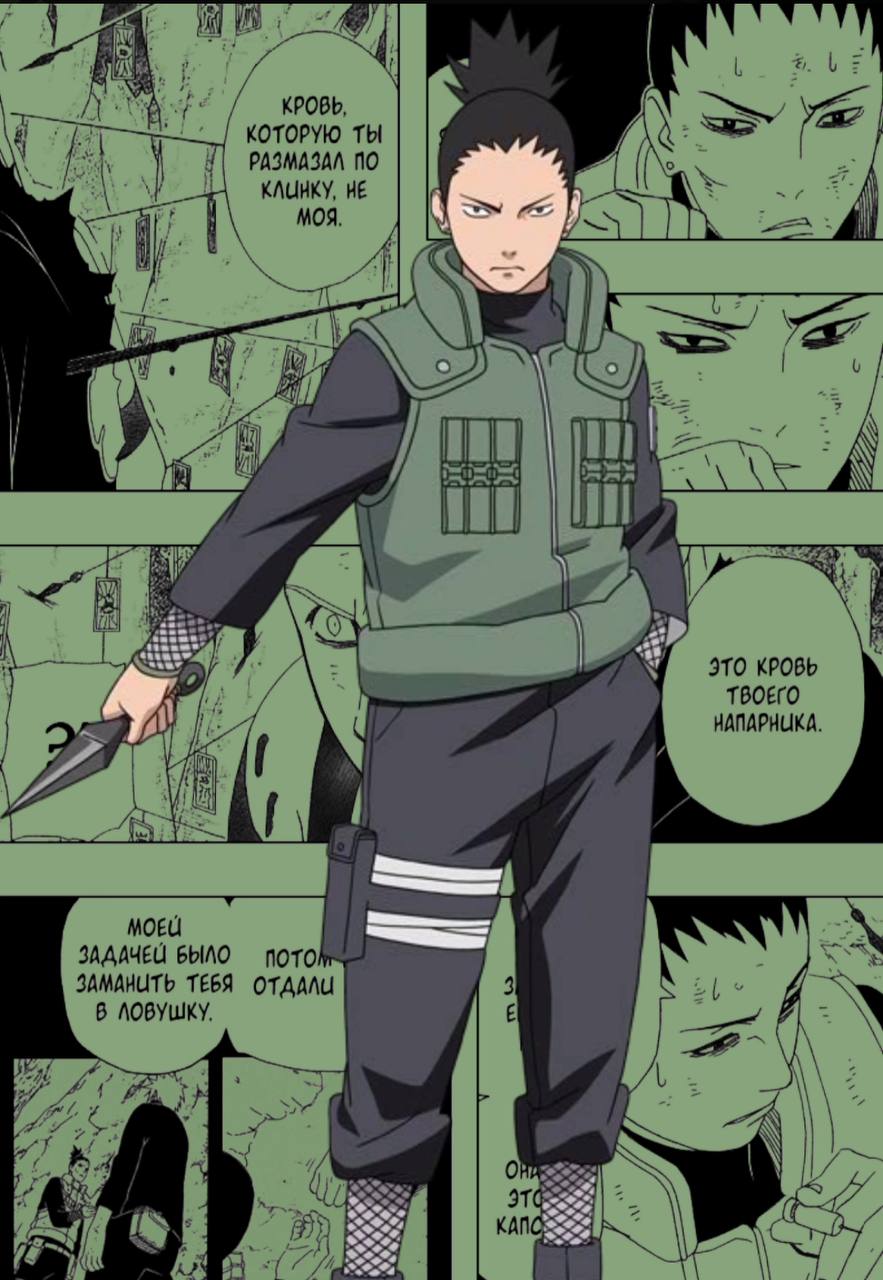 КРОВЬ,
КОТОРУЮ ТЫ
РАЗМАЗАЛ ПО
КЛИНКУ, НЕ
МОЯ.
ЭТО КРОВЬ
ТВОЕГО
НАПАРНИКА.
МОЕЙ
ЗАДАЧЕЙ БЫЛО
ЗАМАНИТЬ ТЕБЯ
В ЛОВУШКУ.
ПОТОМ
ОТДАЛИ